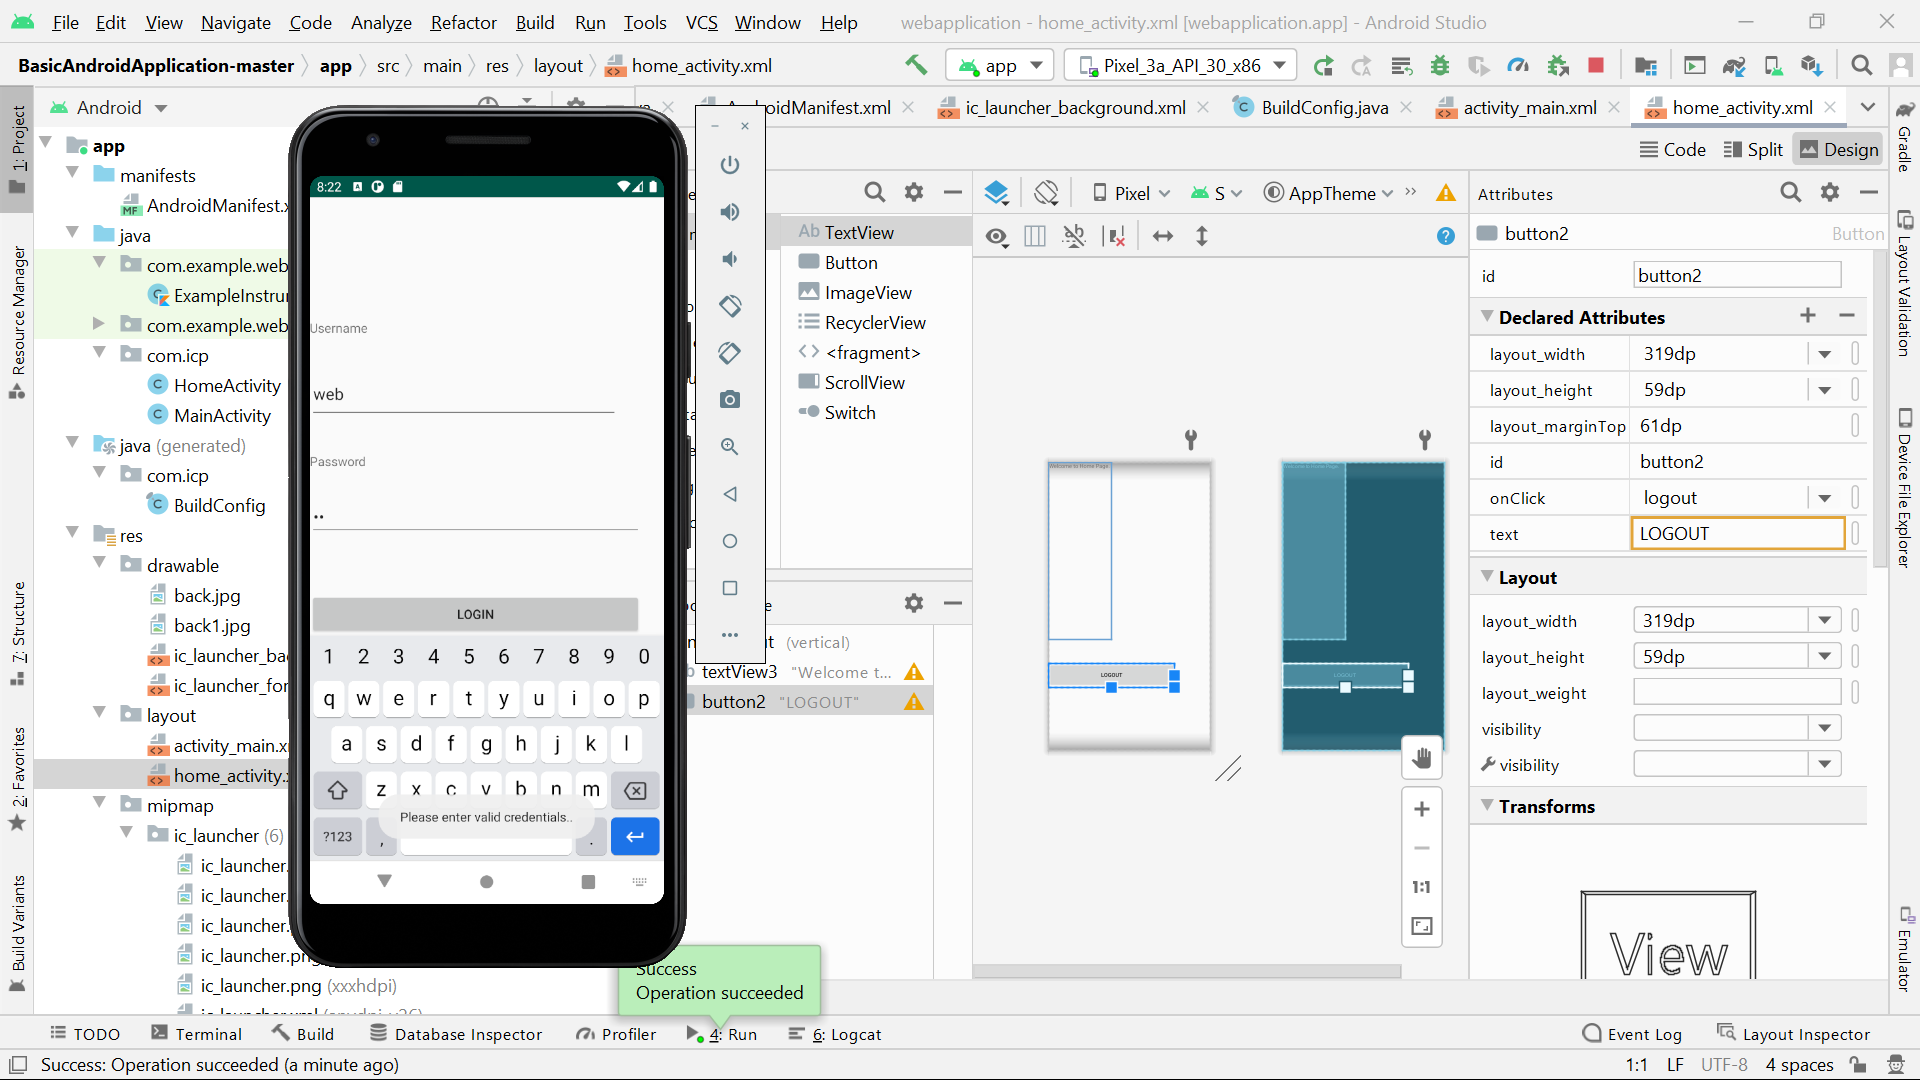 File Edit View Navigate Code Analyze Refactor Build Run Tools VCS Window Help webapplication - home_activity.xml [webapplication.app] - Android Studio
BasicAndroidApplication-master app src main res layout home_activity.xml app Pixel_3a_API_30_x86
Android AndroidManifest.xml ic_launcher_background.xml BuildConfig.java activity_main.xml home_activity.xml
Code Split Design
1: Project
Resource Manager
7: Structure
2: Favorites
Build Variants
app
manifests
AndroidManifest.x
java
com.example.web
ExampleInstru
com.example.web
com.icp
HomeActivity
MainActivity
java (generated)
com.icp
BuildConfig
res
drawable
back.jpg
back1.jpg
ic_launcher_ba
ic_launcher_for
layout
activity_main.x
home_activity.
mipmap
ic_launcher (6)
ic_launcher.
ic_launcher.
ic_launcher.
ic_launcher.pn
ic_launcher.png (xxxhdpi)
8:22
Username
web
Password
LOGIN
1 2 3 4 5 6 7 8 9 0
q w e r t y u i o p
a s d f g h j k l
z x c v b n m
Please enter valid credentials..
?123 , .
Ab TextView
Button
ImageView
RecyclerView
<fragment>
ScrollView
Switch
(vertical)
textView3 "Welcome t...
button2 "LOGOUT"
Pixel S AppTheme
Welcome to Home Page
LOGOUT
LOGOUT
1:1
Attributes
button2 Button
id button2
Declared Attributes
layout_width 319dp
layout_height 59dp
layout_marginTop 61dp
id button2
onClick logout
text LOGOUT
Layout
layout_width 319dp
layout_height 59dp
layout_weight
visibility
visibility
Transforms
View
Gradle
Layout Validation
Device File Explorer
Emulator
Success
Operation succeeded
TODO Terminal Build Database Inspector Profiler 4: Run 6: Logcat Event Log Layout Inspector
Success: Operation succeeded (a minute ago) 1:1 LF UTF-8 4 spaces